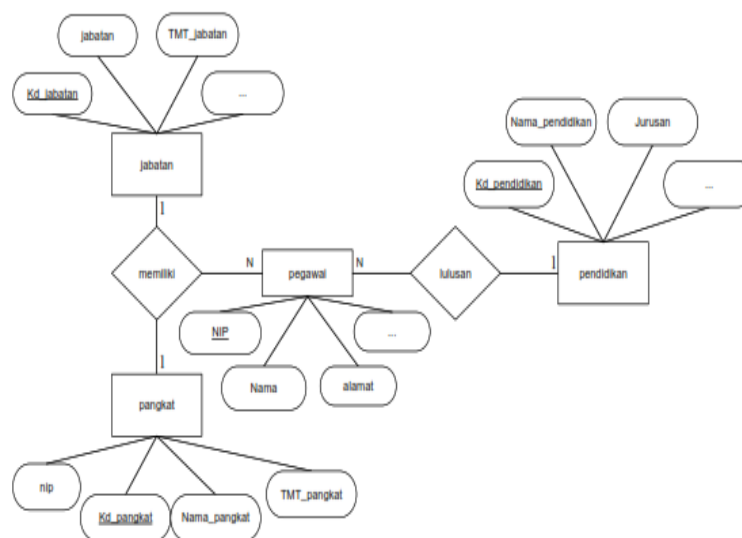 jabatan
TMT_jabatan
Kd_jabatan
...
jabatan
1
memiliki
N
pegawai
N
lulusan
1
pendidikan
Nama_pendidikan
Jurusan
Kd_pendidikan
...
NIP
...
Nama
alamat
1
pangkat
nip
Kd_pangkat
Nama_pangkat
TMT_pangkat